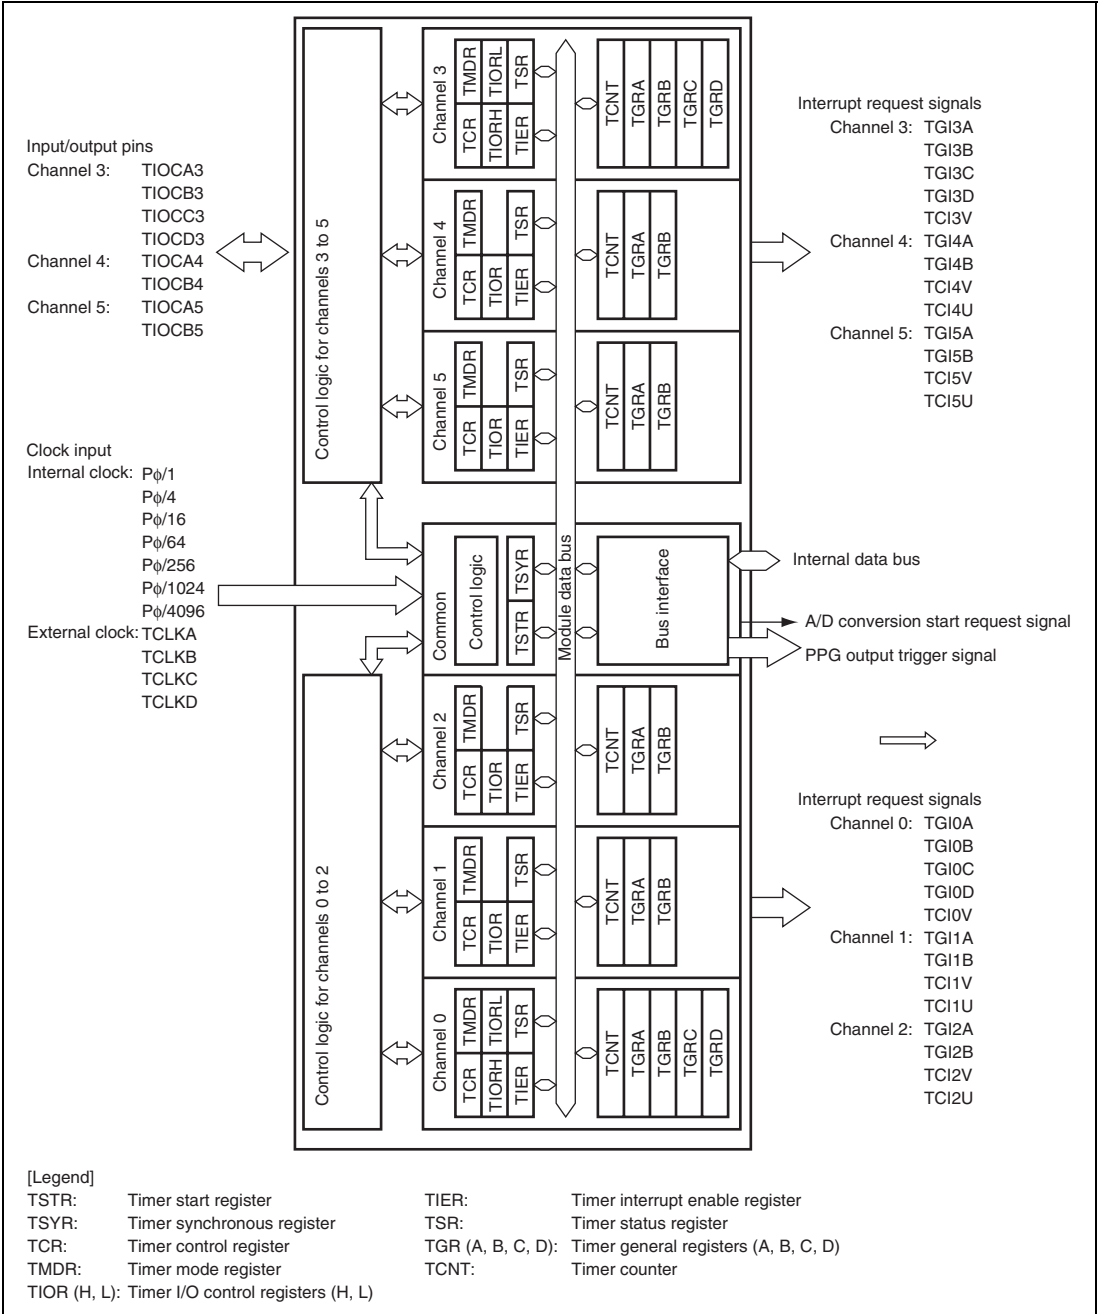 Input/output pins
Channel 3: TIOCA3
TIOCB3
TIOCC3
TIOCD3
Channel 4: TIOCA4
TIOCB4
Channel 5: TIOCA5
TIOCB5
Clock input
Internal clock: Pφ/1
Pφ/4
Pφ/16
Pφ/64
Pφ/256
Pφ/1024
Pφ/4096
External clock: TCLKA
TCLKB
TCLKC
TCLKD
Control logic for channels 3 to 5
Channel 3
TMDR
TIORL
TSR
TCR
TIORH
TIER
TCNT
TGRA
TGRB
TGRC
TGRD
Channel 4
TMDR
TSR
TCR
TIOR
TIER
TCNT
TGRA
TGRB
Channel 5
TMDR
TSR
TCR
TIOR
TIER
TCNT
TGRA
TGRB
Common
Control logic
TSYR
TSTR
Module data bus
Bus interface
Control logic for channels 0 to 2
Channel 2
TMDR
TSR
TCR
TIOR
TIER
TCNT
TGRA
TGRB
Channel 1
TMDR
TSR
TCR
TIOR
TIER
TCNT
TGRA
TGRB
Channel 0
TMDR
TIORL
TSR
TCR
TIORH
TIER
TCNT
TGRA
TGRB
TGRC
TGRD
Interrupt request signals
Channel 3: TGI3A
TGI3B
TGI3C
TGI3D
TCI3V
Channel 4: TGI4A
TGI4B
TCI4V
TCI4U
Channel 5: TGI5A
TGI5B
TCI5V
TCI5U
Internal data bus
A/D conversion start request signal
PPG output trigger signal
Interrupt request signals
Channel 0: TGI0A
TGI0B
TGI0C
TGI0D
TCI0V
Channel 1: TGI1A
TGI1B
TCI1V
TCI1U
Channel 2: TGI2A
TGI2B
TCI2V
TCI2U
[Legend]
TSTR: Timer start register
TSYR: Timer synchronous register
TCR: Timer control register
TMDR: Timer mode register
TIOR (H, L): Timer I/O control registers (H, L)
TIER: Timer interrupt enable register
TSR: Timer status register
TGR (A, B, C, D): Timer general registers (A, B, C, D)
TCNT: Timer counter